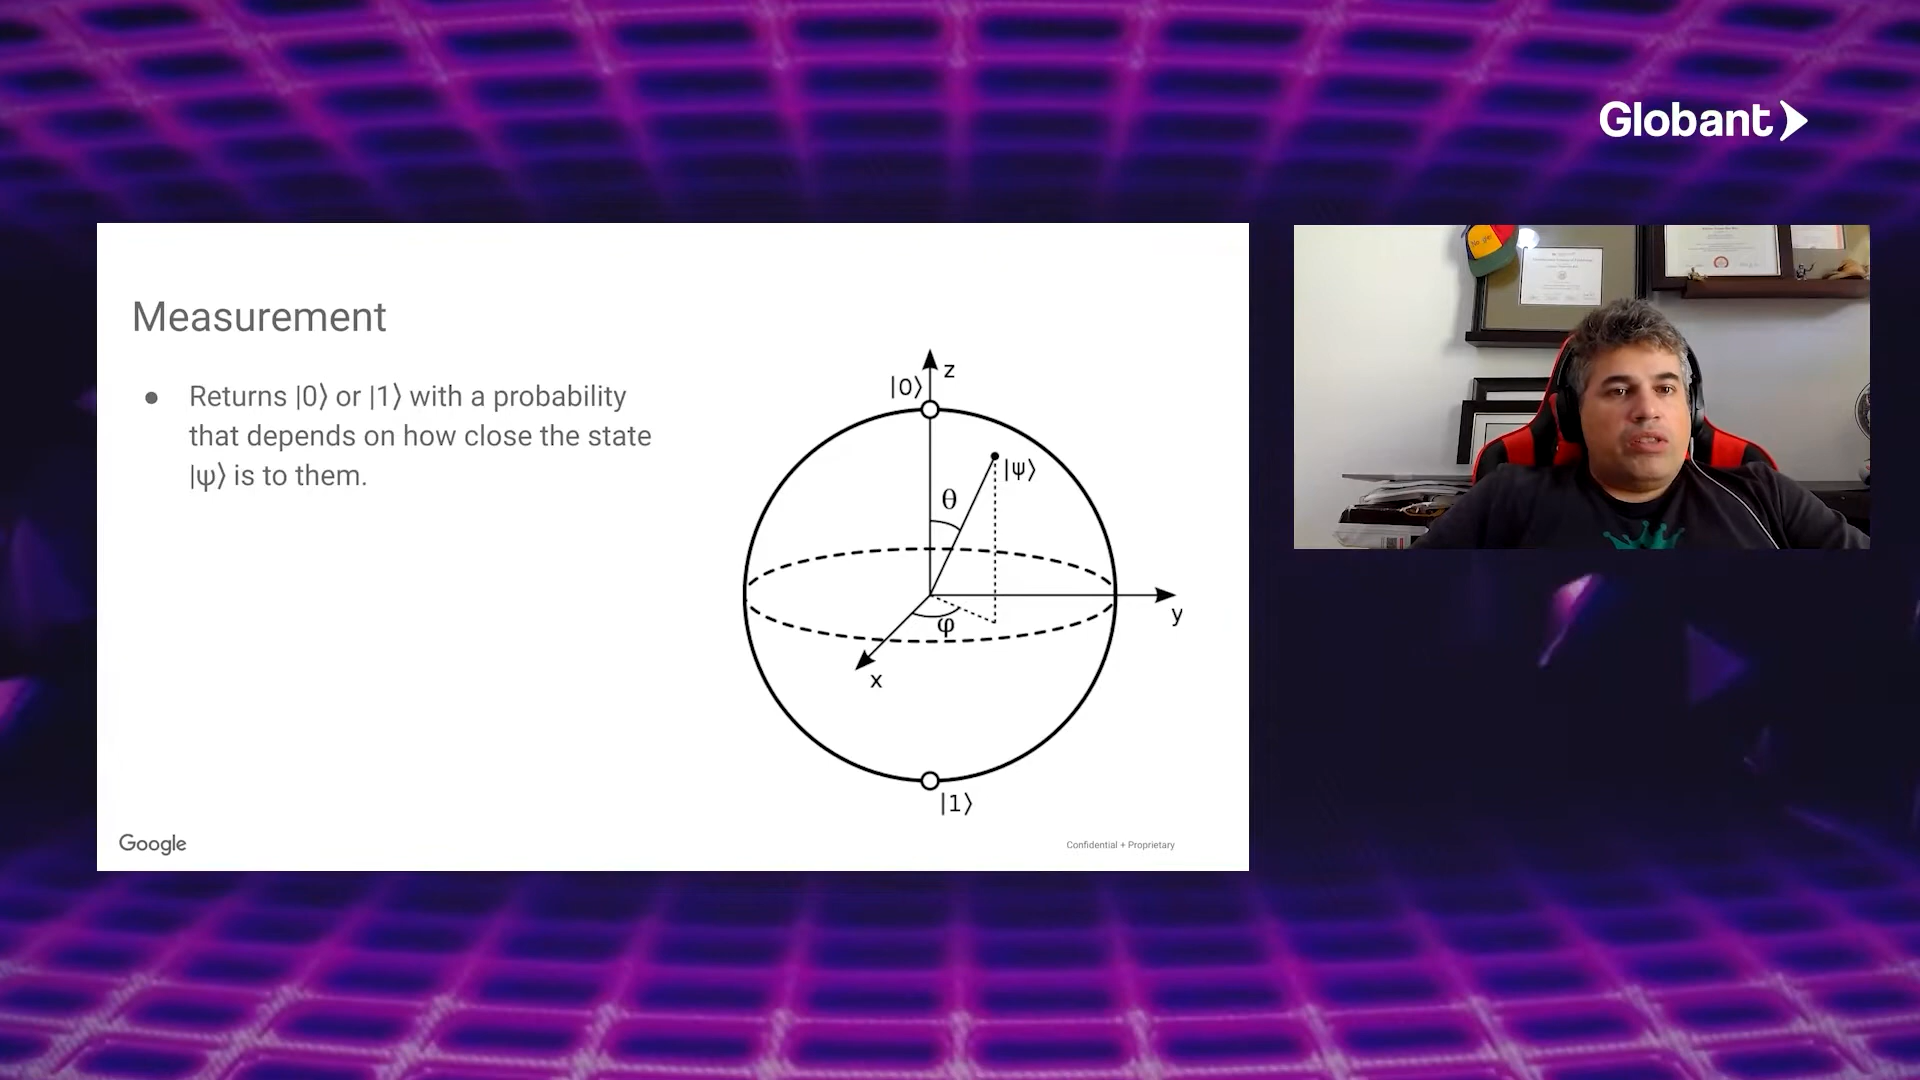 Globant
Measurement
● Returns |0⟩ or |1⟩ with a probability
that depends on how close the state
|ψ⟩ is to them.
z
|0⟩
|ψ⟩
θ
φ
y
x
|1⟩
Google
Confidential + Proprietary